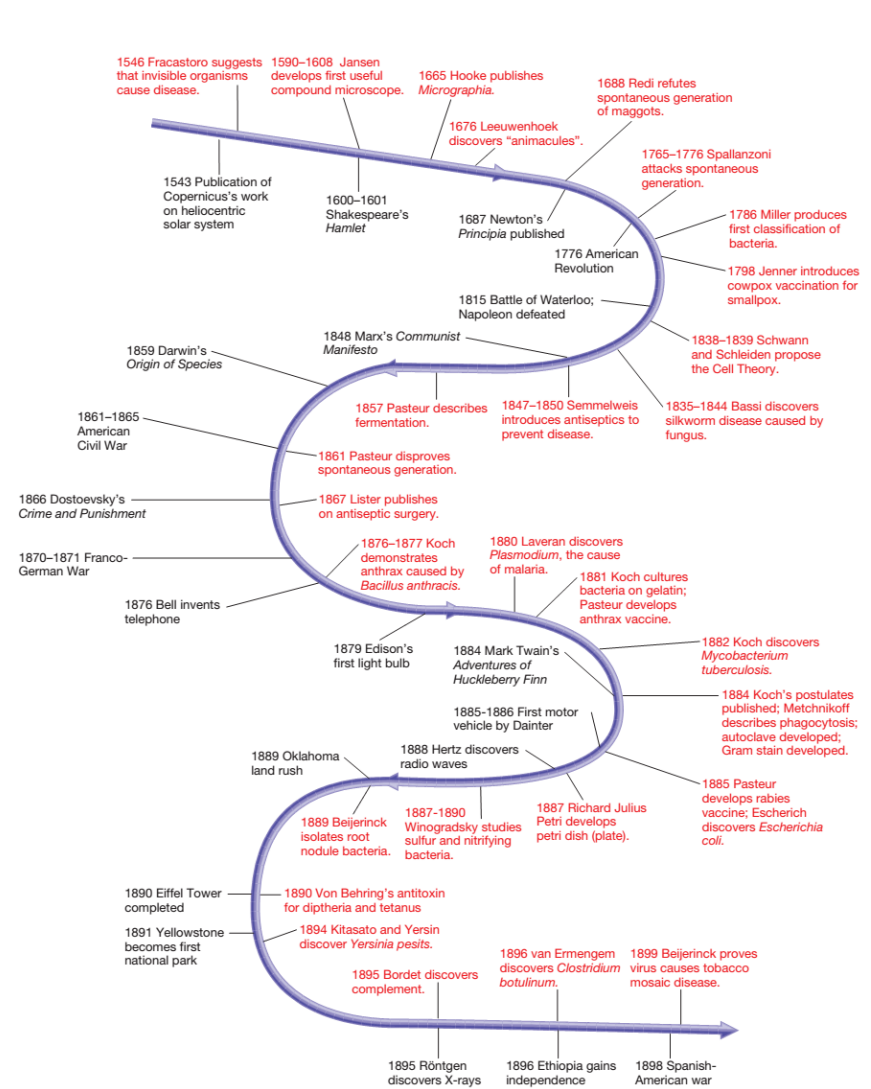 1546 Fracastoro suggests
that invisible organisms
cause disease.
1590–1608 Jansen
develops first useful
compound microscope.
1665 Hooke publishes
Micrographia.
1688 Redi refutes
spontaneous generation
of maggots.
1676 Leeuwenhoek
discovers “animacules”.
1765–1776 Spallanzoni
attacks spontaneous
generation.
1543 Publication of
Copernicus's work
on heliocentric
solar system
1600–1601
Shakespeare's
Hamlet
1687 Newton's
Principia published
1786 Miller produces
first classification of
bacteria.
1776 American
Revolution
1798 Jenner introduces
cowpox vaccination for
smallpox.
1815 Battle of Waterloo;
Napoleon defeated
1848 Marx's Communist
Manifesto
1838–1839 Schwann
and Schleiden propose
the Cell Theory.
1859 Darwin's
Origin of Species
1857 Pasteur describes
fermentation.
1847–1850 Semmelweis
introduces antiseptics to
prevent disease.
1835–1844 Bassi discovers
silkworm disease caused by
fungus.
1861–1865
American
Civil War
1861 Pasteur disproves
spontaneous generation.
1866 Dostoevsky's
Crime and Punishment
1867 Lister publishes
on antiseptic surgery.
1870–1871 Franco-
German War
1876–1877 Koch
demonstrates
anthrax caused by
Bacillus anthracis.
1880 Laveran discovers
Plasmodium, the cause
of malaria.
1881 Koch cultures
bacteria on gelatin;
Pasteur develops
anthrax vaccine.
1876 Bell invents
telephone
1879 Edison's
first light bulb
1884 Mark Twain's
Adventures of
Huckleberry Finn
1882 Koch discovers
Mycobacterium
tuberculosis.
1884 Koch's postulates
published; Metchnikoff
describes phagocytosis;
autoclave developed;
Gram stain developed.
1885-1886 First motor
vehicle by Dainter
1888 Hertz discovers
radio waves
1889 Oklahoma
land rush
1885 Pasteur
develops rabies
vaccine; Escherich
discovers Escherichia
coli.
1889 Beijerinck
isolates root
nodule bacteria.
1887-1890
Winogradsky studies
sulfur and nitrifying
bacteria.
1887 Richard Julius
Petri develops
petri dish (plate).
1890 Eiffel Tower
completed
1890 Von Behring's antitoxin
for diptheria and tetanus
1891 Yellowstone
becomes first
national park
1894 Kitasato and Yersin
discover Yersinia pesits.
1895 Bordet discovers
complement.
1896 van Ermengem
discovers Clostridium
botulinum.
1899 Beijerinck proves
virus causes tobacco
mosaic disease.
1895 Röntgen
discovers X-rays
1896 Ethiopia gains
independence
1898 Spanish-
American war